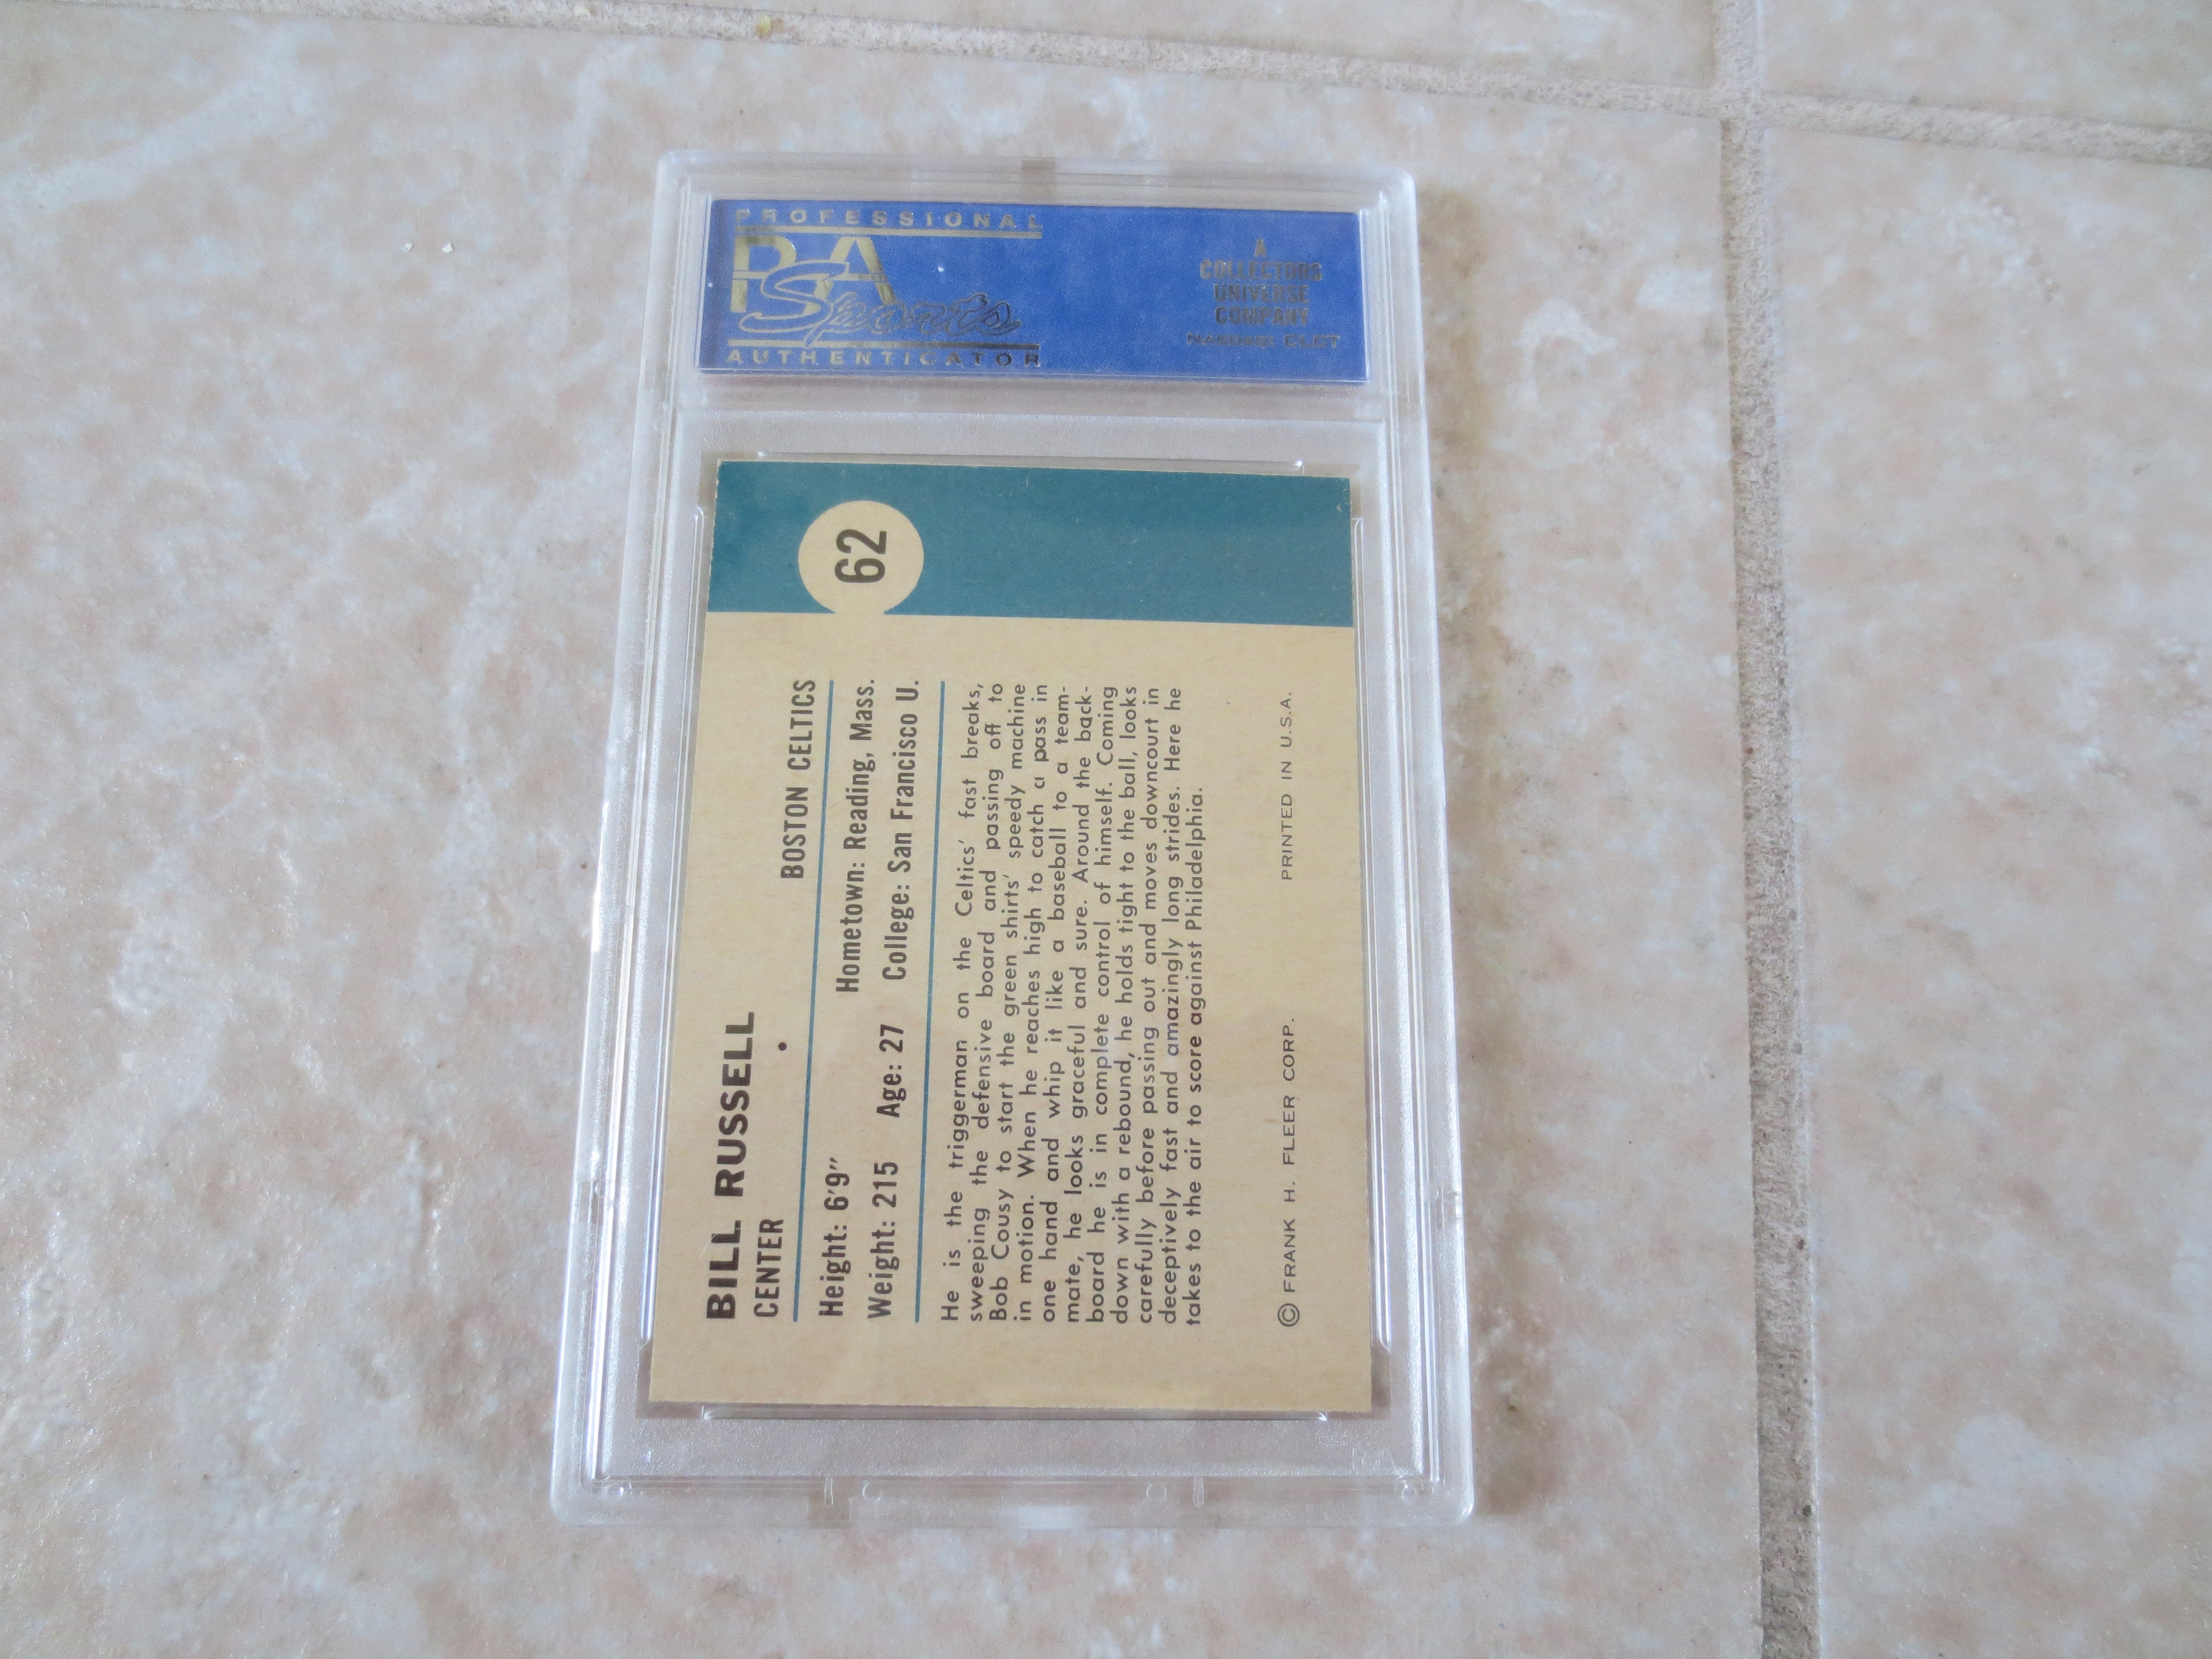 PROFESSIONAL
PSA
Sports
AUTHENTICATOR
A
COLLECTORS
UNIVERSE
COMPANY
NASDAQ: CLCT
62
BILL RUSSELL
CENTER • BOSTON CELTICS
Height: 6'9" Hometown: Reading, Mass.
Weight: 215 Age: 27 College: San Francisco U.
He is the triggerman on the Celtics' fast breaks,
sweeping the defensive board and passing off to
Bob Cousy to start the green shirts' speedy machine
in motion. When he reaches high to catch a pass in
one hand and whip it like a baseball to a team-
mate, he looks graceful and sure. Around the back-
board he is in complete control of himself. Coming
down with a rebound, he holds tight to the ball, looks
carefully before passing out and moves downcourt in
deceptively fast and amazingly long strides. Here he
takes to the air to score against Philadelphia.
© FRANK H. FLEER CORP. PRINTED IN U.S.A.